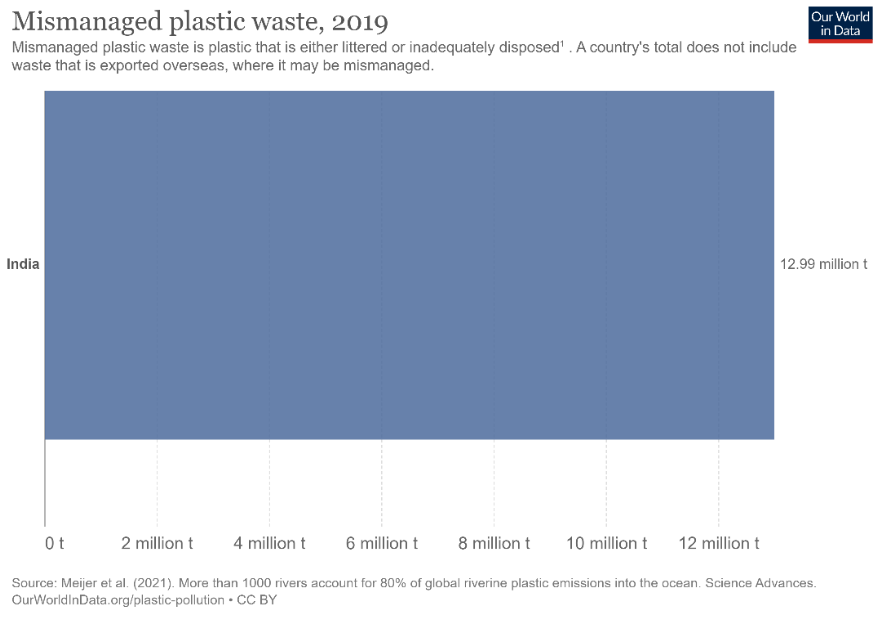 Mismanaged plastic waste, 2019
Our World
in Data
Mismanaged plastic waste is plastic that is either littered or inadequately disposed¹ . A country's total does not include
waste that is exported overseas, where it may be mismanaged.
India
12.99 million t
0 t
2 million t
4 million t
6 million t
8 million t
10 million t
12 million t
Source: Meijer et al. (2021). More than 1000 rivers account for 80% of global riverine plastic emissions into the ocean. Science Advances.
OurWorldInData.org/plastic-pollution • CC BY